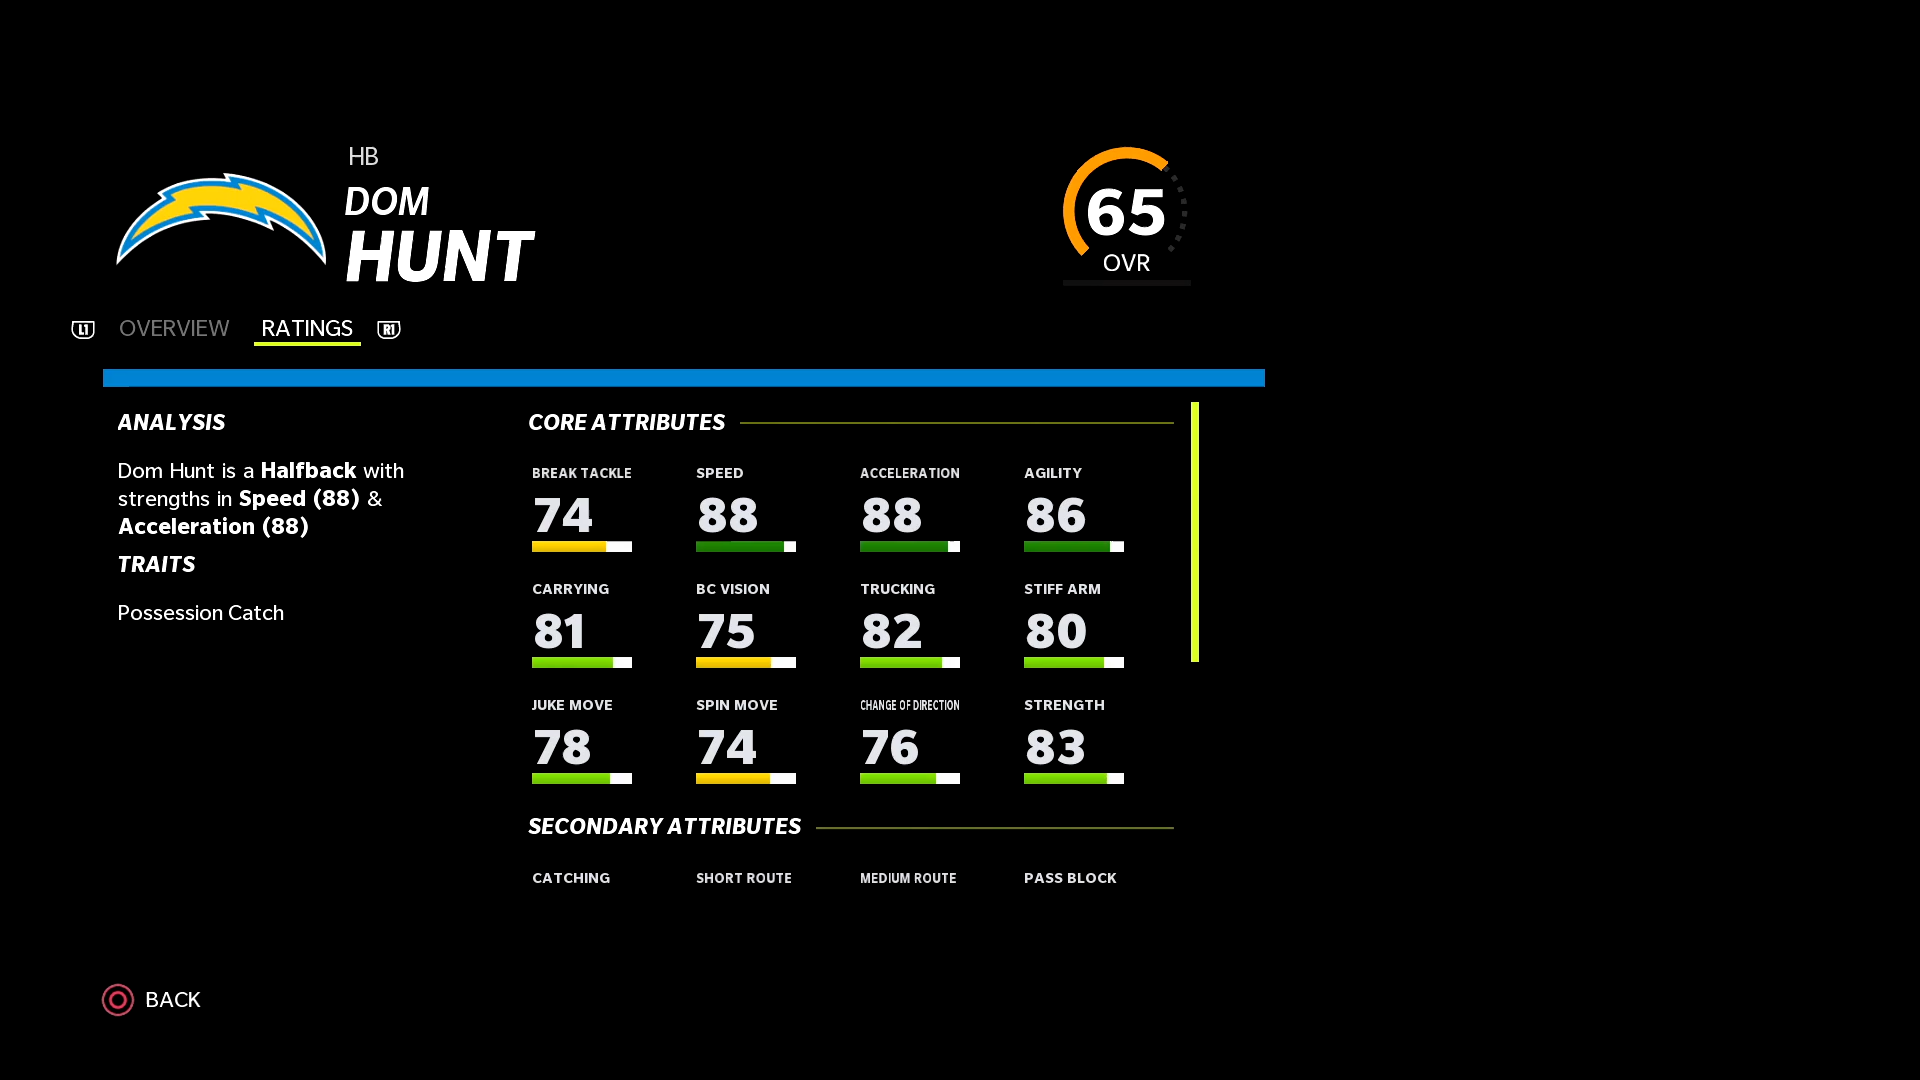 HB
DOM
HUNT
65
OVR
L1 OVERVIEW RATINGS R1
ANALYSIS
Dom Hunt is a Halfback with
strengths in Speed (88) &
Acceleration (88)
TRAITS
Possession Catch
CORE ATTRIBUTES
BREAK TACKLE SPEED ACCELERATION AGILITY
74 88 88 86
CARRYING BC VISION TRUCKING STIFF ARM
81 75 82 80
JUKE MOVE SPIN MOVE CHANGE OF DIRECTION STRENGTH
78 74 76 83
SECONDARY ATTRIBUTES
CATCHING SHORT ROUTE MEDIUM ROUTE PASS BLOCK
BACK